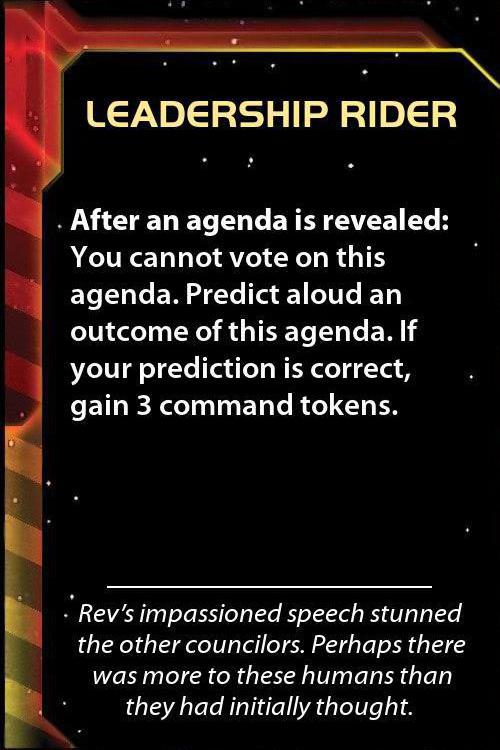 LEADERSHIP RIDER
After an agenda is revealed:
You cannot vote on this
agenda. Predict aloud an
outcome of this agenda. If
your prediction is correct,
gain 3 command tokens.
Rev's impassioned speech stunned
the other councilors. Perhaps there
was more to these humans than
they had initially thought.